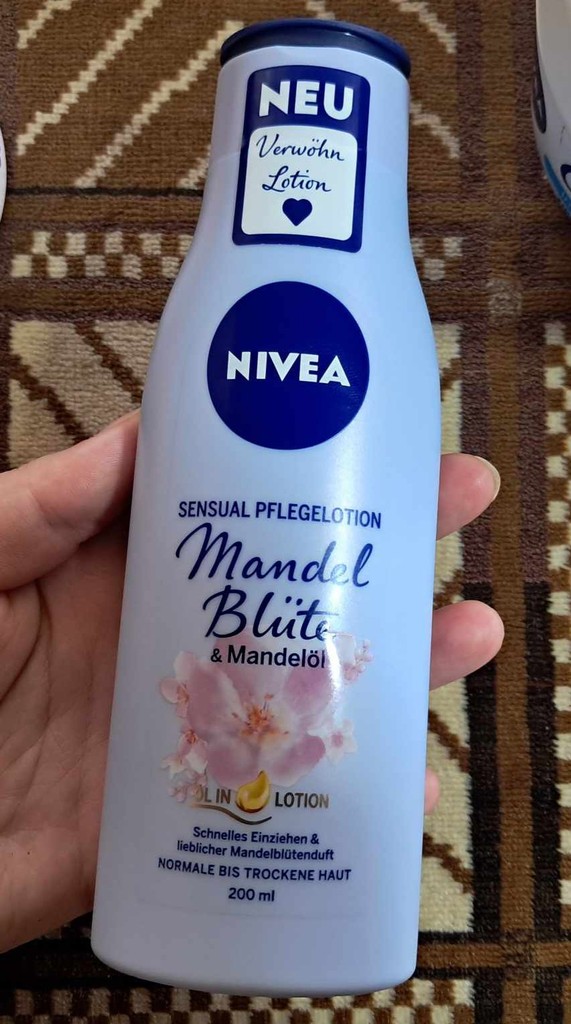 NEU
Verwöhn
Lotion
NIVEA
SENSUAL PFLEGELOTION
Mandel
Blüte
& Mandelöl
IN LOTION
Schnelles Einziehen &
lieblicher Mandelblütenduft
NORMALE BIS TROCKENE HAUT
200 ml